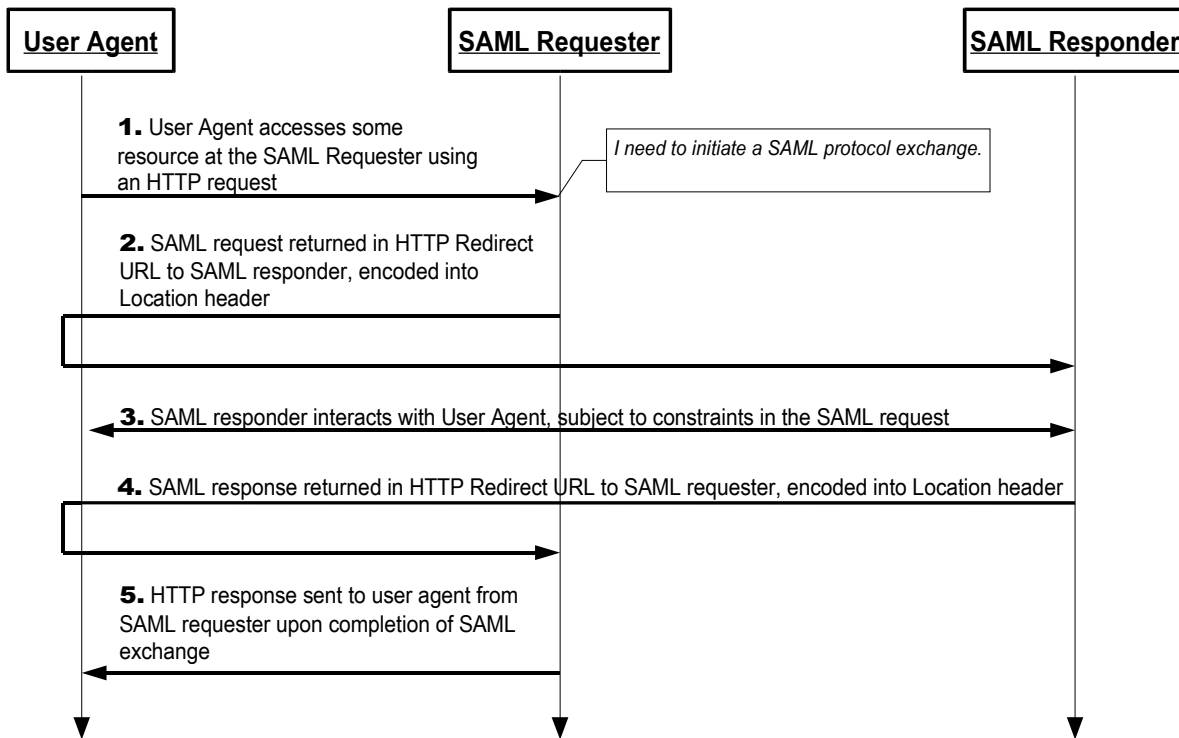 User Agent
SAML Requester
SAML Responder
1. User Agent accesses some
resource at the SAML Requester using
an HTTP request
I need to initiate a SAML protocol exchange.
2. SAML request returned in HTTP Redirect
URL to SAML responder, encoded into
Location header
3. SAML responder interacts with User Agent, subject to constraints in the SAML request
4. SAML response returned in HTTP Redirect URL to SAML requester, encoded into Location header
5. HTTP response sent to user agent from
SAML requester upon completion of SAML
exchange